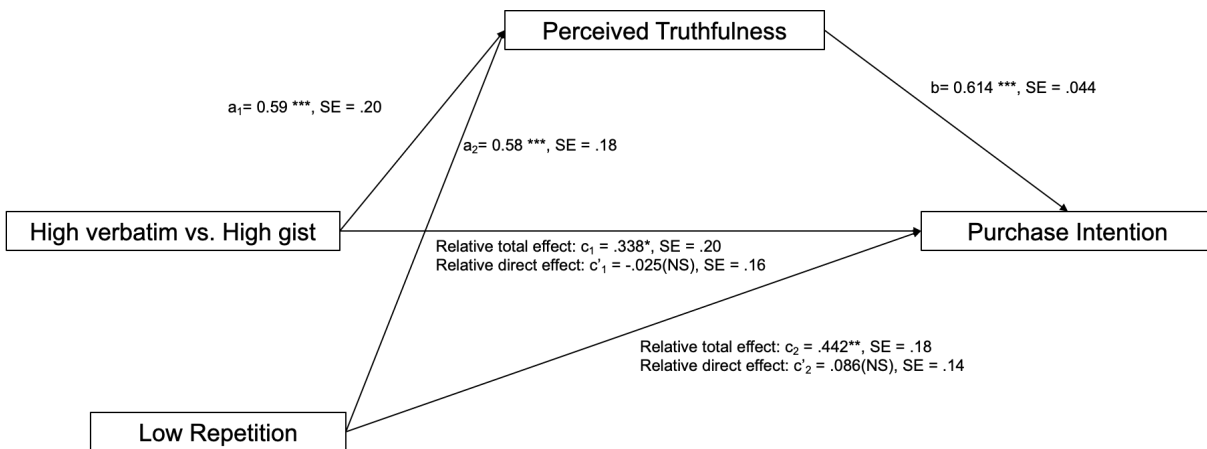 Perceived Truthfulness
a₁= 0.59 ***, SE = .20
b= 0.614 ***, SE = .044
a₂= 0.58 ***, SE = .18
High verbatim vs. High gist
Purchase Intention
Relative total effect: c₁ = .338*, SE = .20
Relative direct effect: c'₁ = -.025(NS), SE = .16
Relative total effect: c₂ = .442**, SE = .18
Relative direct effect: c'₂ = .086(NS), SE = .14
Low Repetition